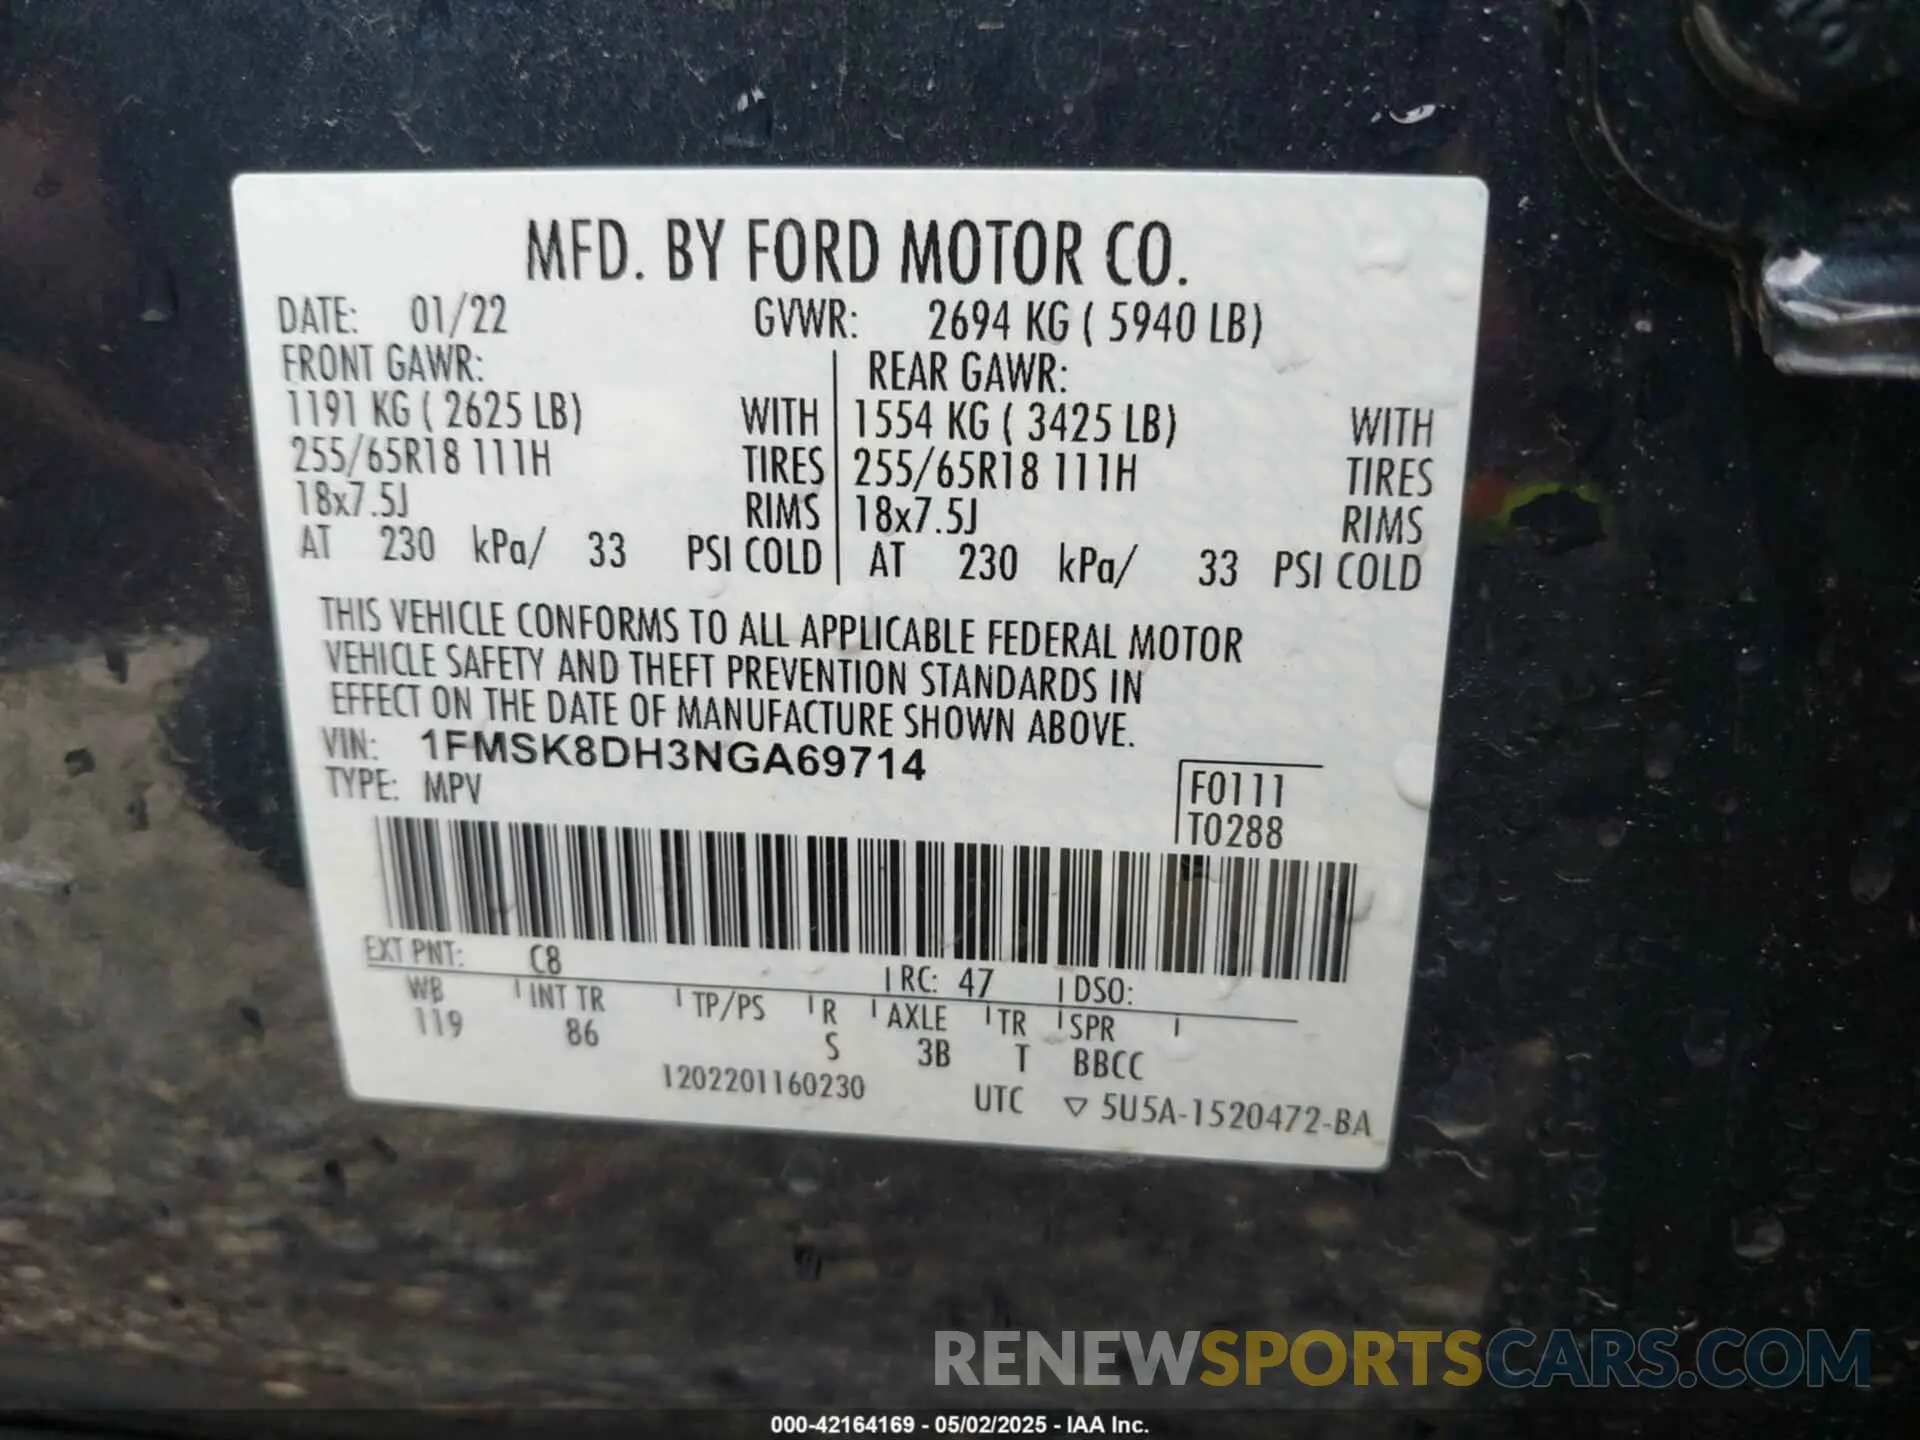 MFD. BY FORD MOTOR CO.
DATE: 01/22 GVWR: 2694 KG ( 5940 LB)
FRONT GAWR: REAR GAWR:
1191 KG ( 2625 LB) WITH 1554 KG ( 3425 LB) WITH
255/65R18 111H TIRES 255/65R18 111H TIRES
18x7.5J RIMS 18x7.5J RIMS
AT 230 kPa/ 33 PSI COLD AT 230 kPa/ 33 PSI COLD
THIS VEHICLE CONFORMS TO ALL APPLICABLE FEDERAL MOTOR
VEHICLE SAFETY AND THEFT PREVENTION STANDARDS IN
EFFECT ON THE DATE OF MANUFACTURE SHOWN ABOVE.
VIN: 1FMSK8DH3NGA69714
TYPE: MPV
F0111
T0288
EXT PNT: C8 RC: 47 DSO:
WB INT TR TP/PS R AXLE TR SPR
119 86 S 3B T BBCC
1202201160230 UTC ▽ 5U5A-1520472-BA
RENEWSPORTSCARS.COM
000-42164169 - 05/02/2025 - IAA Inc.